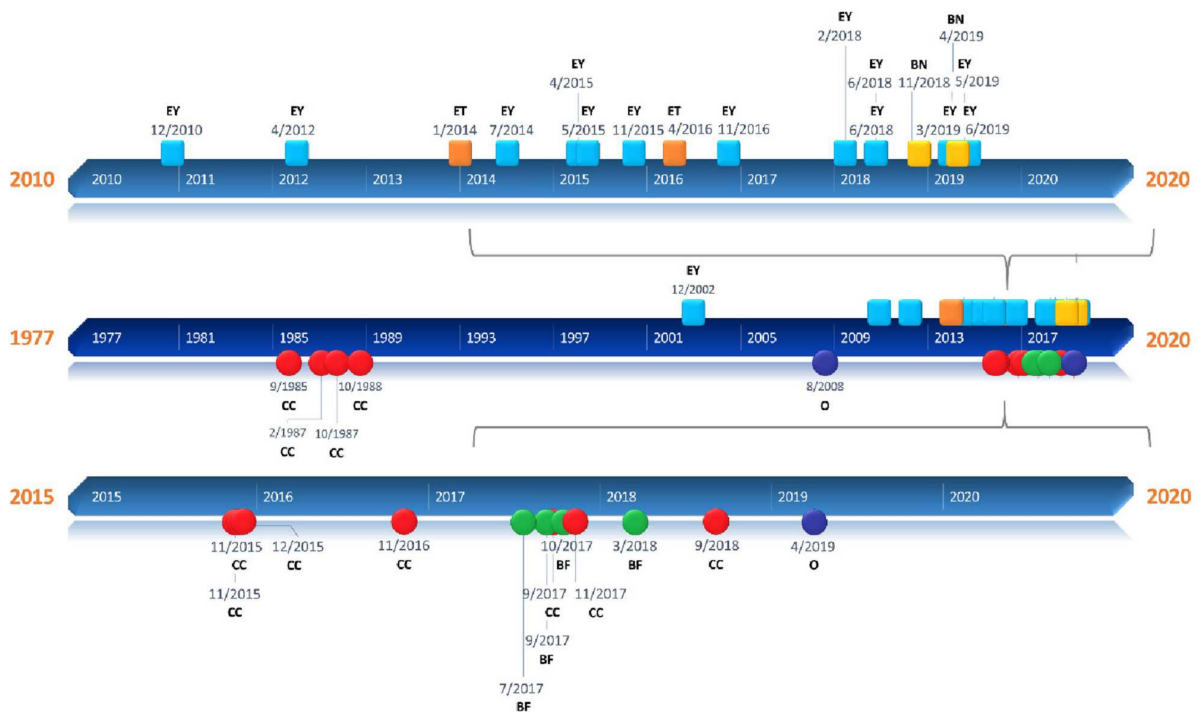 EY
2/2018
BN
4/2019
EY
4/2015
EY
6/2018
BN
11/2018
EY
5/2019
EY
12/2010
EY
4/2012
ET
1/2014
EY
7/2014
EY
5/2015
EY
11/2015
ET
4/2016
EY
11/2016
EY
6/2018
EY
3/2019
EY
6/2019
2010
2010 2011 2012 2013 2014 2015 2016 2017 2018 2019 2020
2020
EY
12/2002
1977
1977 1981 1985 1989 1993 1997 2001 2005 2009 2013 2017
2020
9/1985
CC
10/1988
CC
2/1987
CC
10/1987
CC
8/2008
O
2015
2015 2016 2017 2018 2019 2020
2020
11/2015
CC
12/2015
CC
11/2015
CC
11/2016
CC
10/2017
BF
3/2018
BF
9/2018
CC
4/2019
O
9/2017
CC
11/2017
CC
9/2017
BF
7/2017
BF